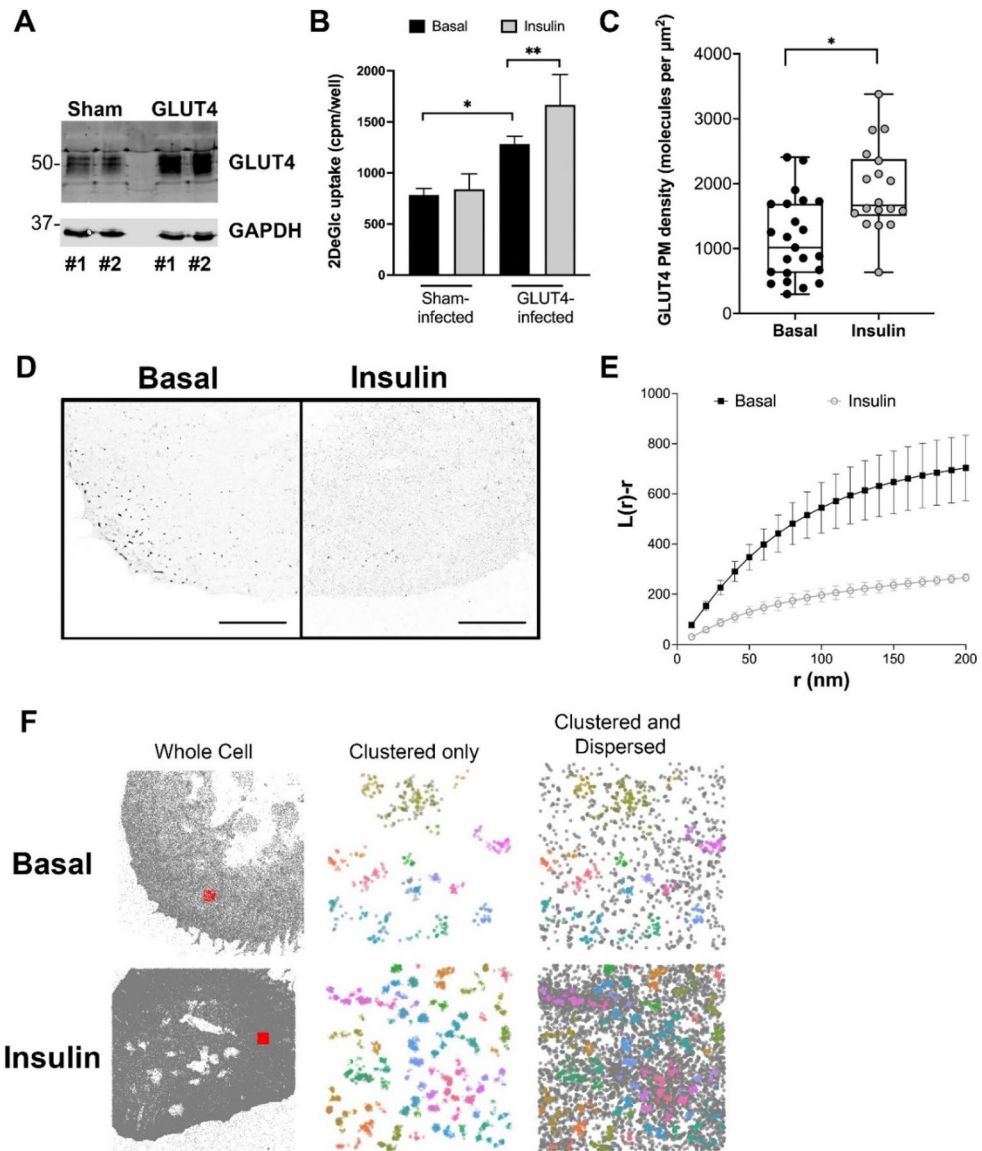 A
Sham GLUT4
50-
GLUT4
37-
GAPDH
#1 #2 #1 #2
B
Basal Insulin
**
*
2DeGlc uptake (cpm/well)
2000
1500
1000
500
0
Sham-
infected
GLUT4-
infected
C
*
GLUT4 PM density (molecules per µm²)
4000
3000
2000
1000
0
Basal Insulin
D
Basal Insulin
E
Basal Insulin
L(r)-r
1000
800
600
400
200
0
0 50 100 150 200
r (nm)
F
Whole Cell
Clustered only
Clustered and
Dispersed
Basal
Insulin